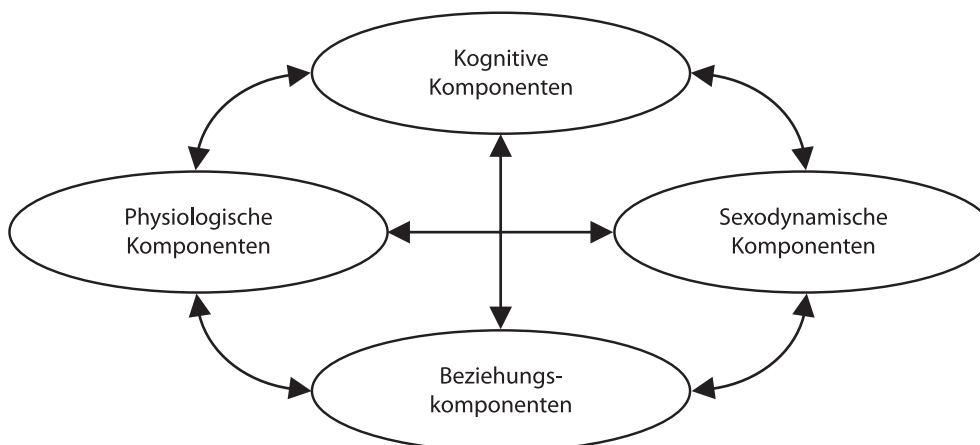 Kognitive
Komponenten
Physiologische
Komponenten
Sexodynamische
Komponenten
Beziehungs-
komponenten